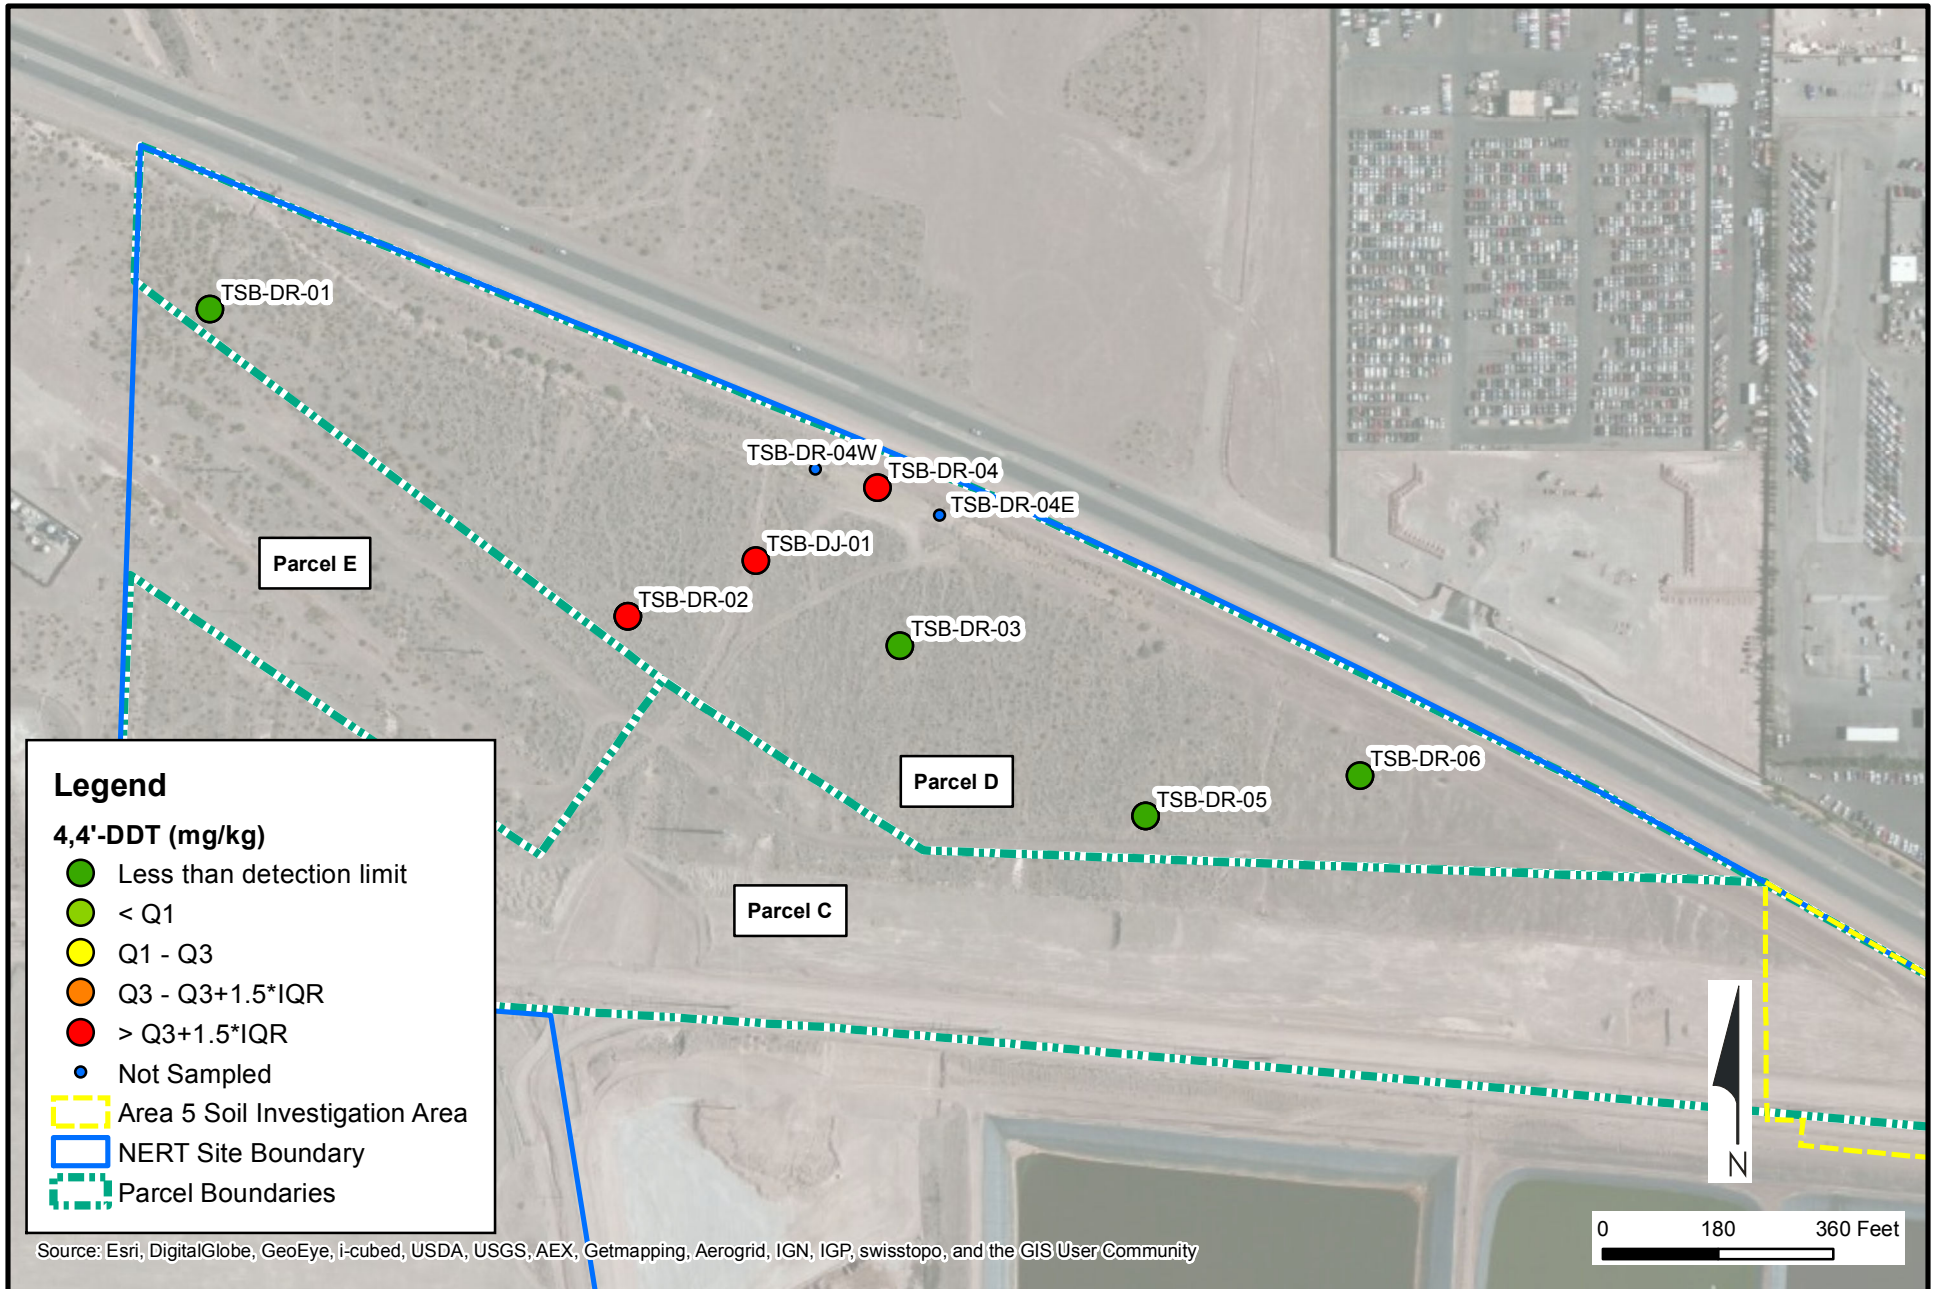 TSB-DR-01
TSB-DR-04W
TSB-DR-04
TSB-DR-04E
TSB-DJ-01
Parcel E
TSB-DR-02
TSB-DR-03
TSB-DR-06
Parcel D
TSB-DR-05
Parcel C
Legend
4,4'-DDT (mg/kg)
Less than detection limit
< Q1
Q1 - Q3
Q3 - Q3+1.5*IQR
> Q3+1.5*IQR
Not Sampled
Area 5 Soil Investigation Area
NERT Site Boundary
Parcel Boundaries
N
0 180 360 Feet
Source: Esri, DigitalGlobe, GeoEye, i-cubed, USDA, USGS, AEX, Getmapping, Aerogrid, IGN, IGP, swisstopo, and the GIS User Community